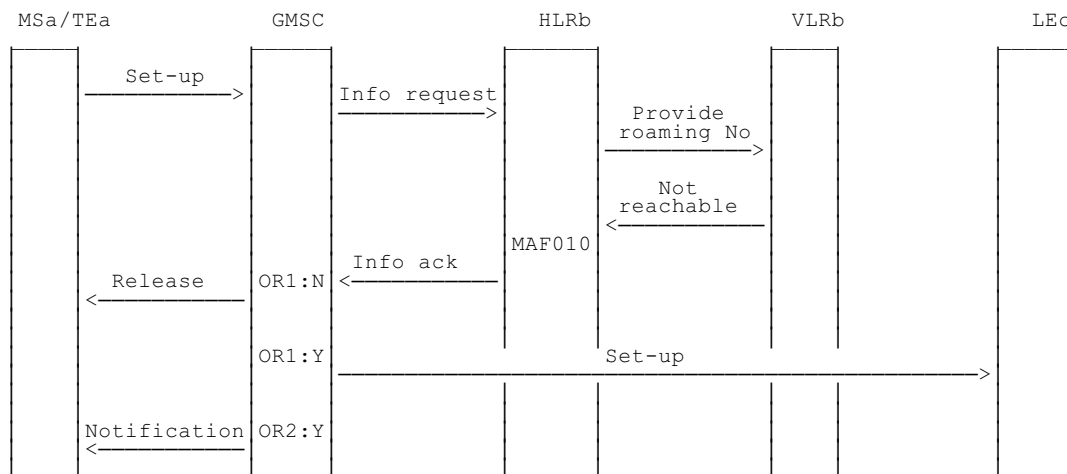 MSa/TEa GMSC HLRb VLRb LEc
Set-up
Info request
Provide
roaming No
Not
reachable
MAF010
Info ack
Release OR1:N
OR1:Y Set-up
Notification OR2:Y